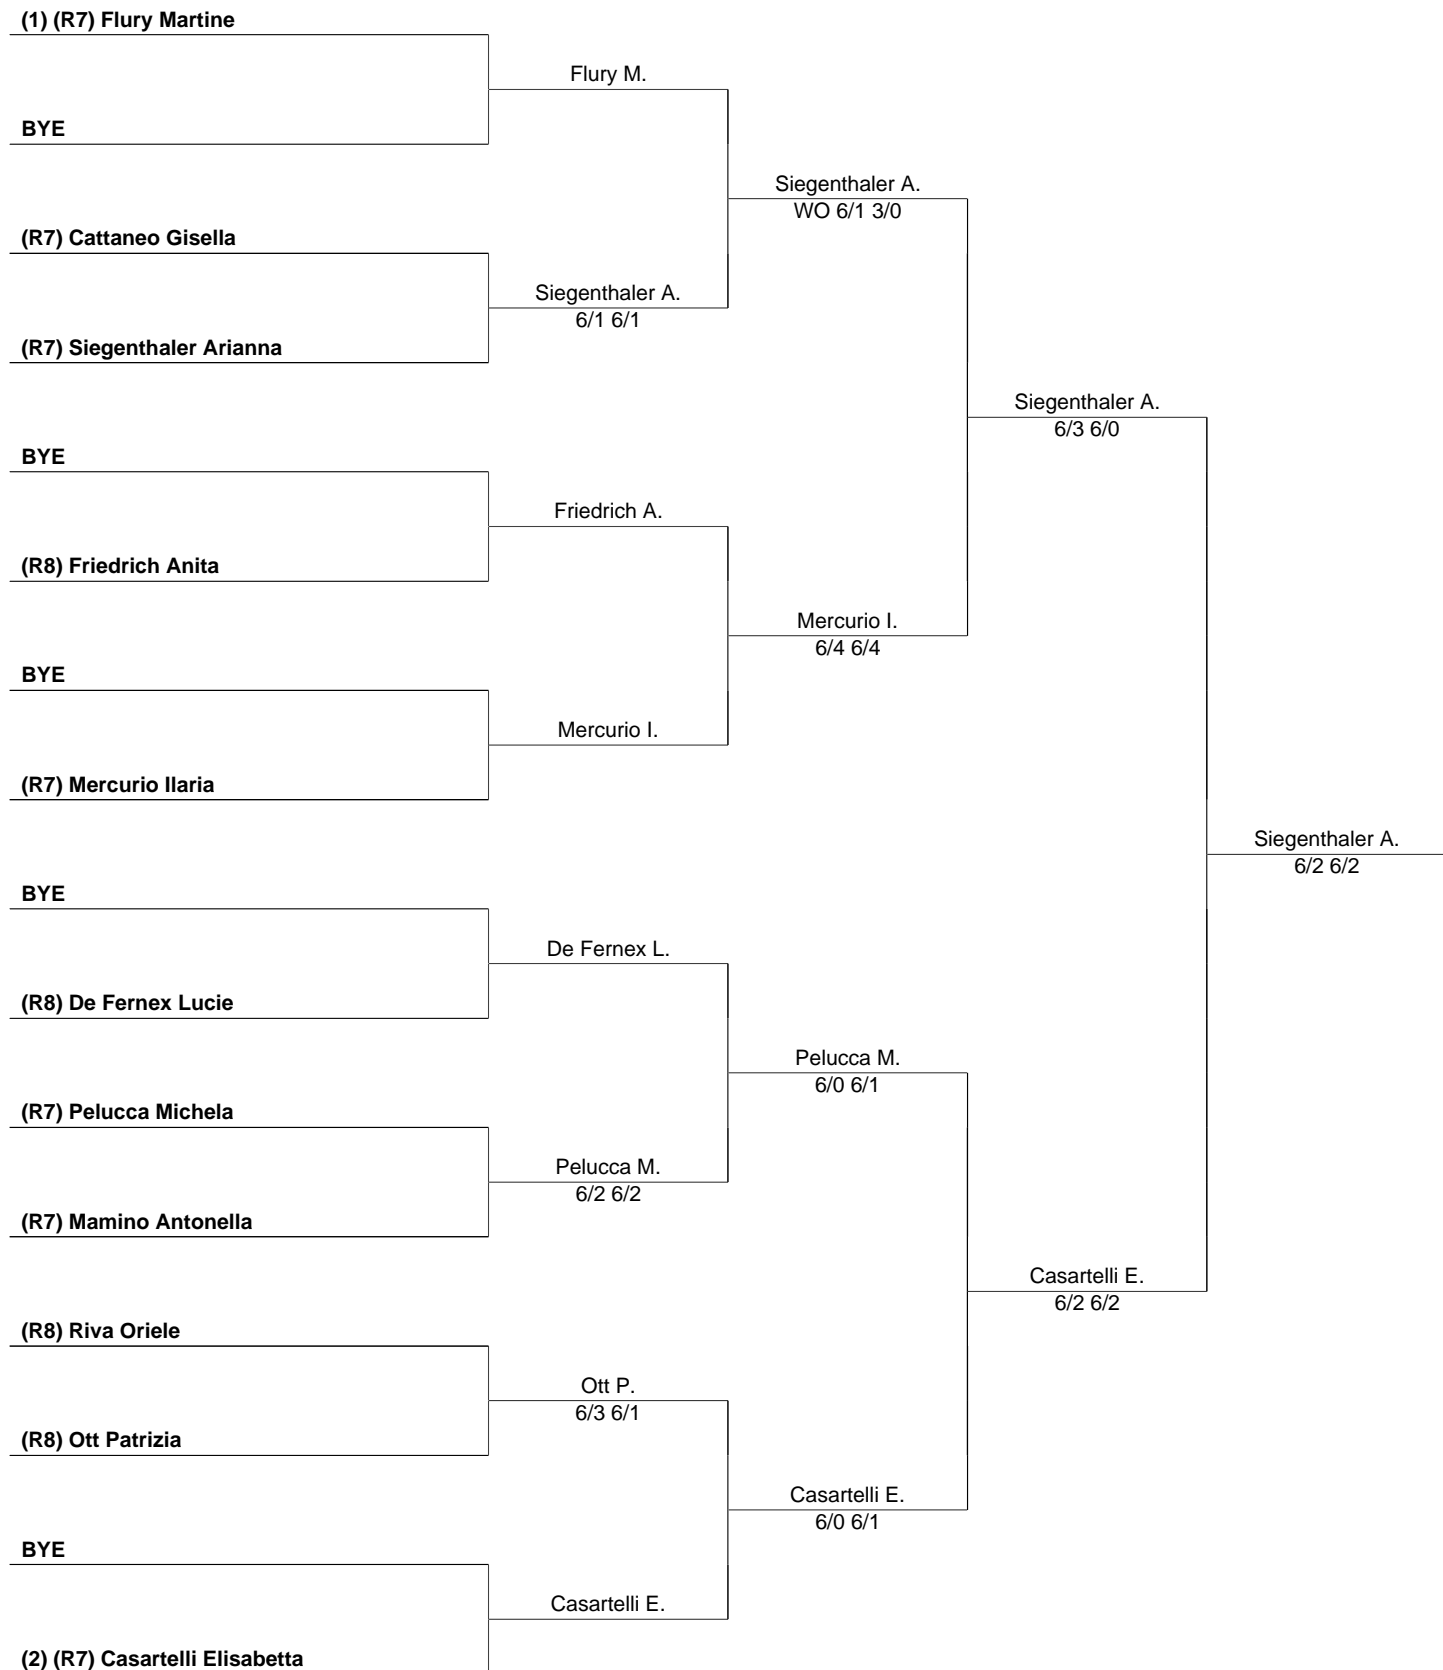 (1) (R7) Flury Martine
Flury M.
BYE
Siegenthaler A.
WO 6/1 3/0
(R7) Cattaneo Gisella
Siegenthaler A.
6/1 6/1
(R7) Siegenthaler Arianna
Siegenthaler A.
6/3 6/0
BYE
Friedrich A.
(R8) Friedrich Anita
Mercurio I.
6/4 6/4
BYE
Mercurio I.
(R7) Mercurio Ilaria
Siegenthaler A.
6/2 6/2
BYE
De Fernex L.
(R8) De Fernex Lucie
Pelucca M.
6/0 6/1
(R7) Pelucca Michela
Pelucca M.
6/2 6/2
(R7) Mamino Antonella
Casartelli E.
6/2 6/2
(R8) Riva Oriele
Ott P.
6/3 6/1
(R8) Ott Patrizia
Casartelli E.
6/0 6/1
BYE
Casartelli E.
(2) (R7) Casartelli Elisabetta